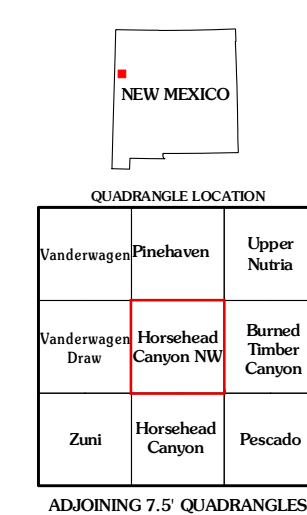 NEW MEXICO
QUADRANGLE LOCATION
Vanderwagen
Pinehaven
Upper
Nutria
Vanderwagen
Draw
Horsehead
Canyon NW
Burned
Timber
Canyon
Zuni
Horsehead
Canyon
Pescado
ADJOINING 7.5' QUADRANGLES